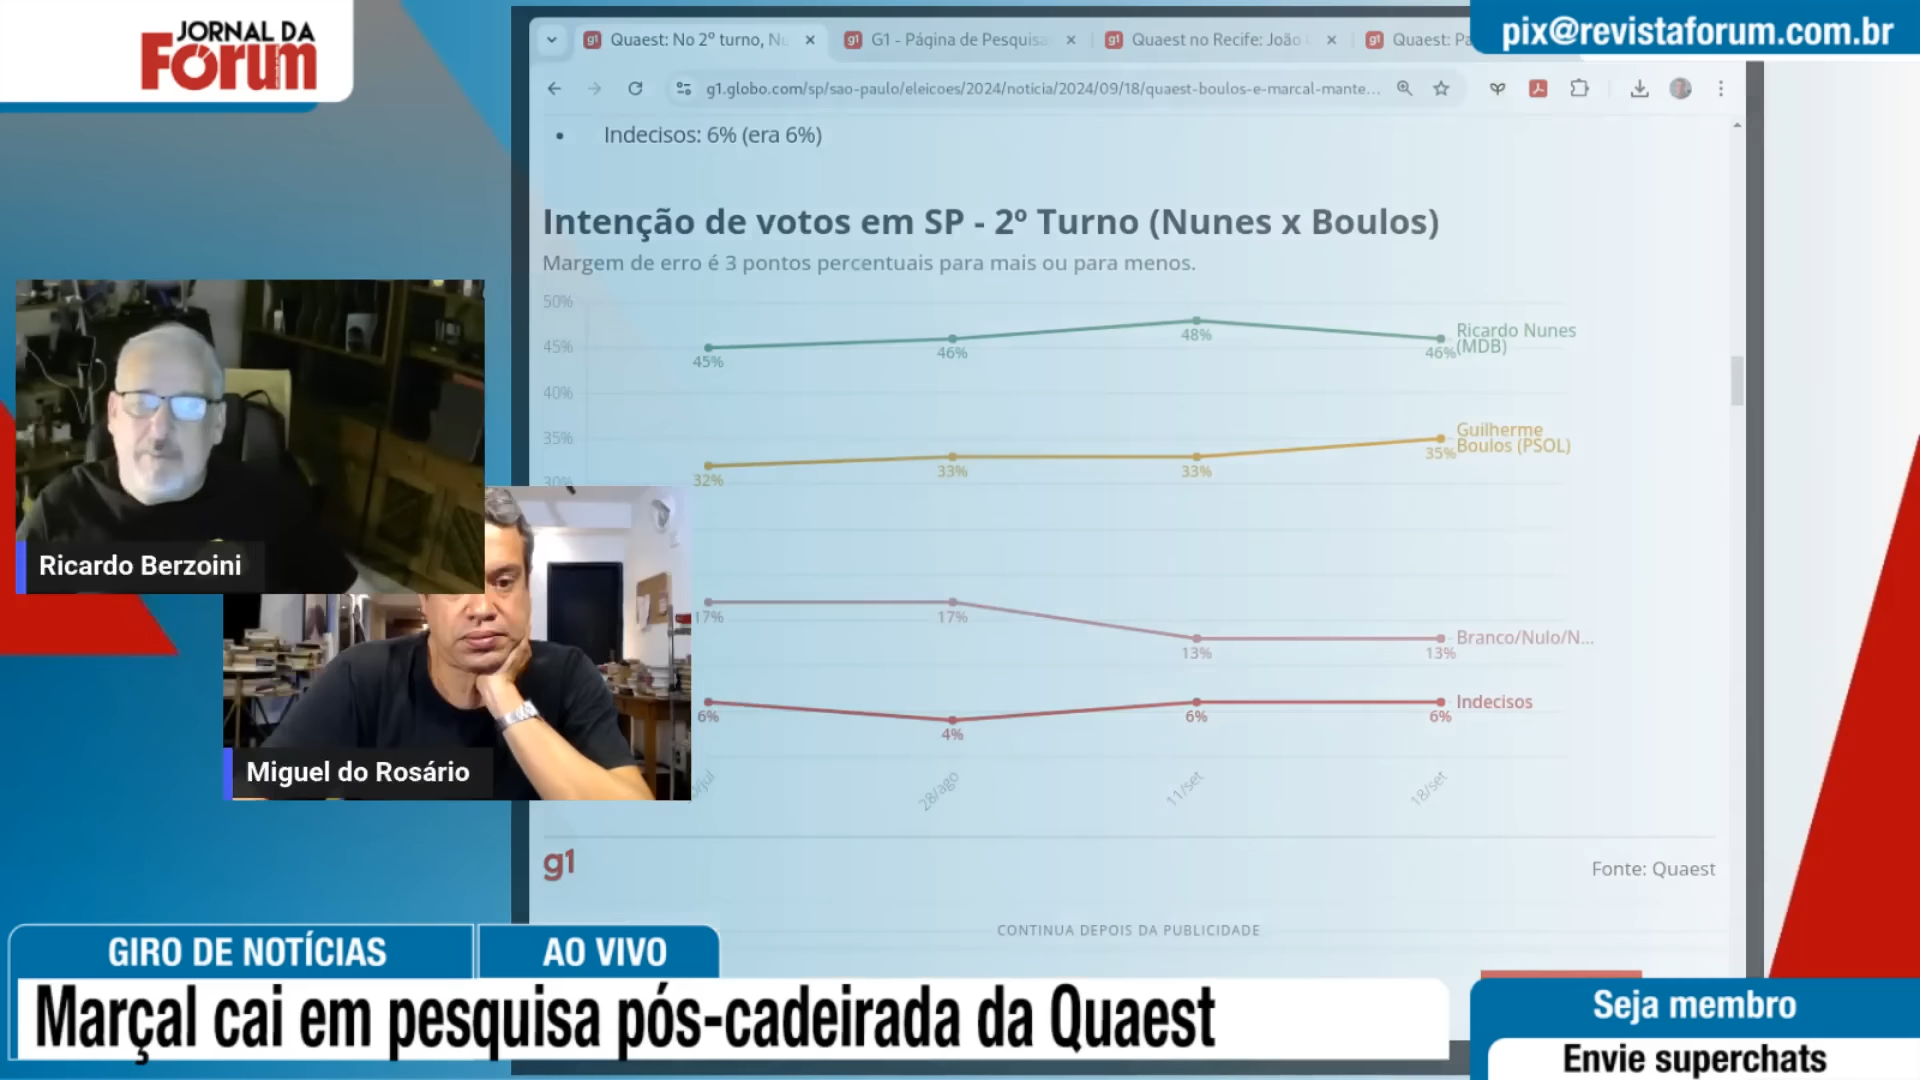 JORNAL DA
Fórum
pix@revistaforum.com.br
Quaest: No 2º turno, Nu
G1 - Página de Pesquisa
Quaest no Recife: João
Quaest: Pa
g1.globo.com/sp/sao-paulo/eleicoes/2024/noticia/2024/09/18/quaest-boulos-e-marcal-mante...
• Indecisos: 6% (era 6%)
Intenção de votos em SP - 2º Turno (Nunes x Boulos)
Margem de erro é 3 pontos percentuais para mais ou para menos.
50%
45%
40%
35%
30%
45%
46%
48%
46%
Ricardo Nunes
(MDB)
32%
33%
33%
35%
Guilherme
Boulos (PSOL)
17%
17%
13%
13%
Branco/Nulo/N...
6%
4%
6%
6%
Indecisos
/jul
28/ago
11/set
18/set
g1
Fonte: Quaest
CONTINUA DEPOIS DA PUBLICIDADE
Ricardo Berzoini
Miguel do Rosário
GIRO DE NOTÍCIAS
AO VIVO
Marçal cai em pesquisa pós-cadeirada da Quaest
Seja membro
Envie superchats